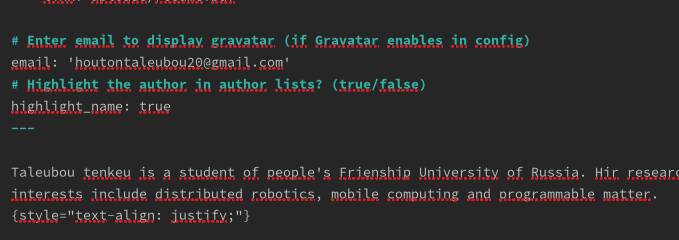 # Enter email to display gravatar (if Gravatar enables in config)
email: 'houtontaleubou20@gmail.com'
# Highlight the author in author lists? (true/false)
highlight_name: true
---
Taleubou tenkeu is a student of people's Frienship University of Russia. Hir
interests include distributed robotics, mobile computing and programmable matter.
{style="text-align: justify;"}